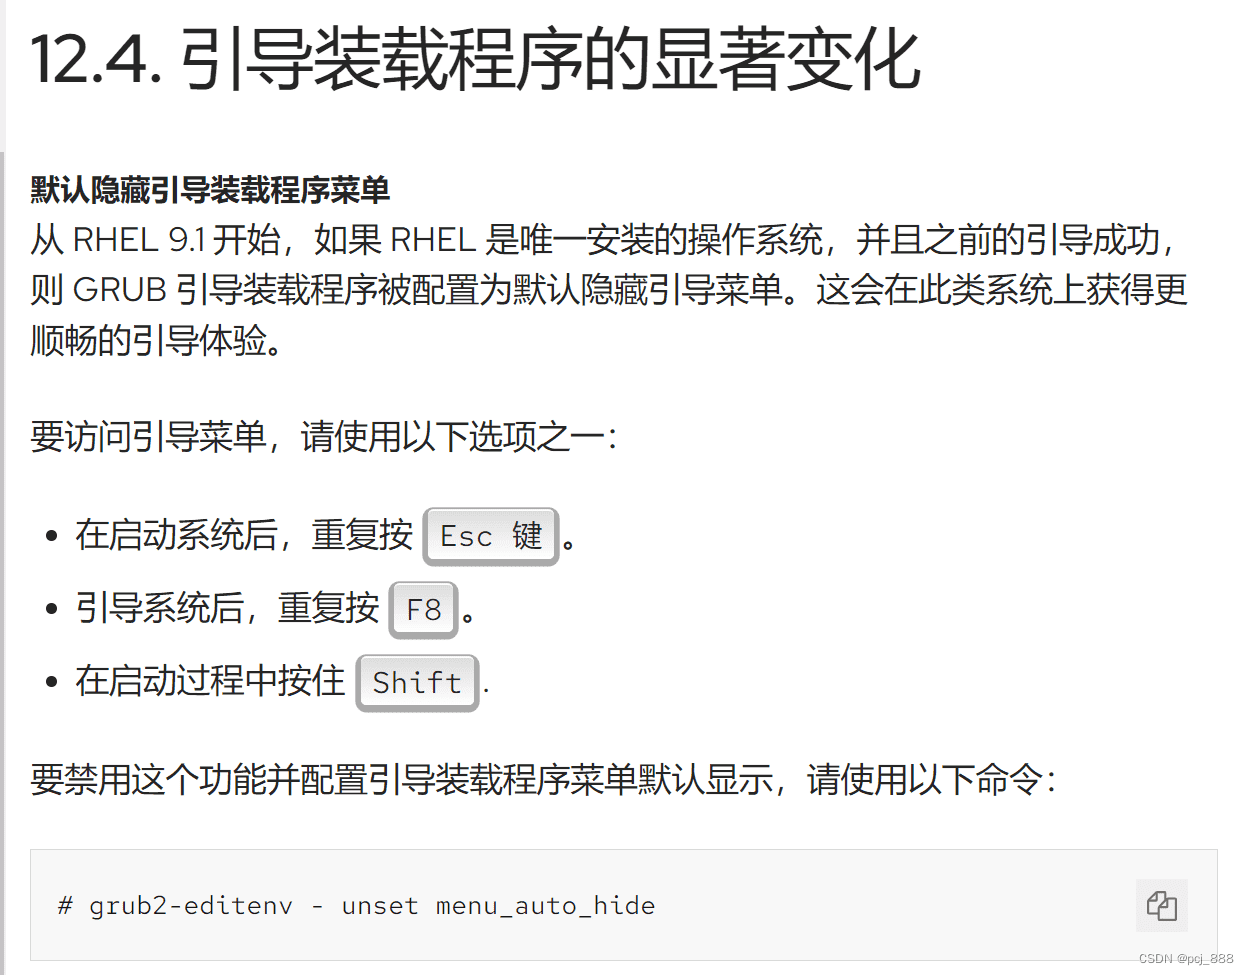 12.4. 引导装载程序的显著变化
默认隐藏引导装载程序菜单
从 RHEL 9.1 开始，如果 RHEL 是唯一安装的操作系统，并且之前的引导成功，
则 GRUB 引导装载程序被配置为默认隐藏引导菜单。这会在此类系统上获得更
顺畅的引导体验。
要访问引导菜单，请使用以下选项之一：
• 在启动系统后，重复按 Esc 键 。
• 引导系统后，重复按 F8 。
• 在启动过程中按住 Shift .
要禁用这个功能并配置引导装载程序菜单默认显示，请使用以下命令：
# grub2-editenv - unset menu_auto_hide
CSDN @pcj_888